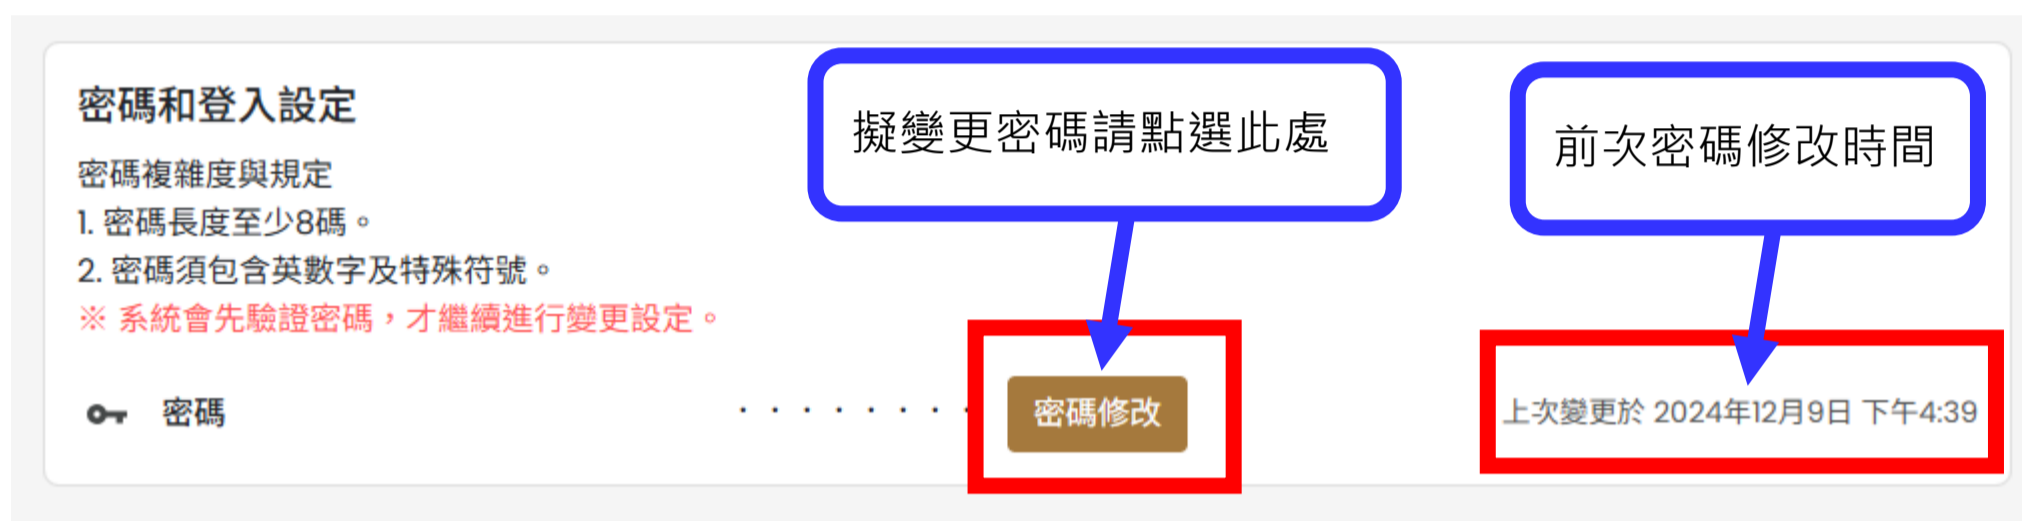 密碼和登入設定
擬變更密碼請點選此處
前次密碼修改時間
密碼複雜度與規定
1. 密碼長度至少8碼。
2. 密碼須包含英數字及特殊符號。
※ 系統會先驗證密碼，才繼續進行變更設定。
密碼
········
密碼修改
上次變更於 2024年12月9日 下午4:39